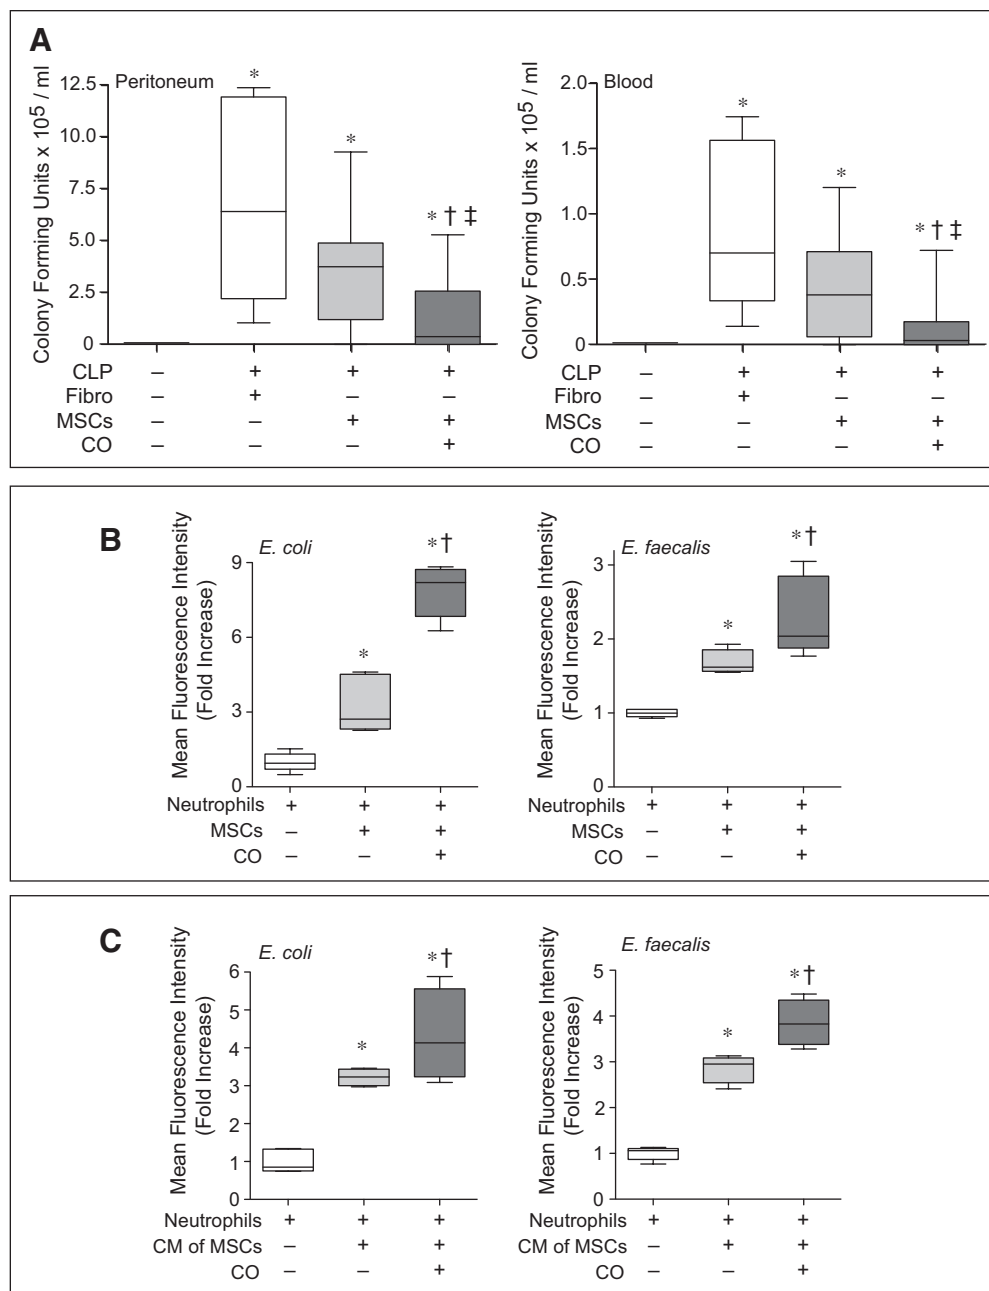 A
Peritoneum
Colony Forming Units x 10⁵ / ml
12.5
10.0
7.5
5.0
2.5
0
*
*
* † ‡
CLP – + + +
Fibro – + – –
MSCs – – + +
CO – – – +
Blood
Colony Forming Units x 10⁵ / ml
2.0
1.5
1.0
0.5
0
*
*
* † ‡
CLP – + + +
Fibro – + – –
MSCs – – + +
CO – – – +
B
E. coli
Mean Fluorescence Intensity
(Fold Increase)
9
6
3
0
*
* †
Neutrophils + + +
MSCs – + +
CO – – +
E. faecalis
Mean Fluorescence Intensity
(Fold Increase)
3
2
1
0
*
* †
Neutrophils + + +
MSCs – + +
CO – – +
C
E. coli
Mean Fluorescence Intensity
(Fold Increase)
6
5
4
3
2
1
0
*
* †
Neutrophils + + +
CM of MSCs – + +
CO – – +
E. faecalis
Mean Fluorescence Intensity
(Fold Increase)
5
4
3
2
1
0
*
* †
Neutrophils + + +
CM of MSCs – + +
CO – – +